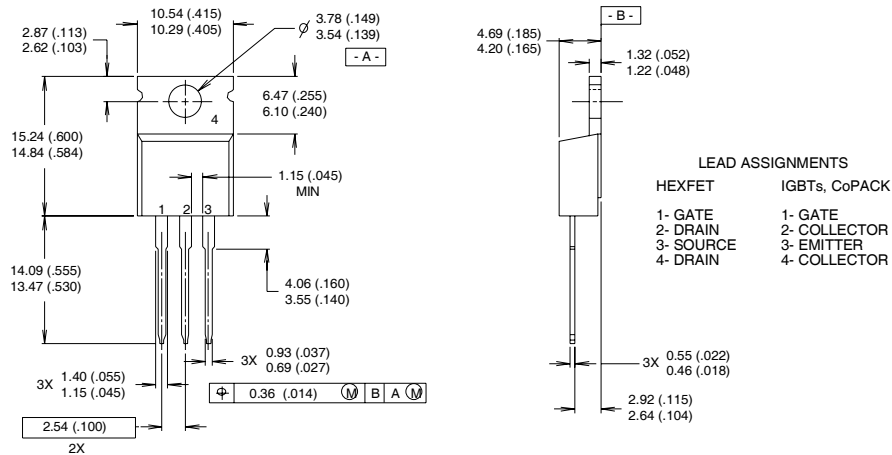 10.54 (.415)
10.29 (.405)
3.78 (.149)
3.54 (.139)
- A -
2.87 (.113)
2.62 (.103)
6.47 (.255)
6.10 (.240)
4
15.24 (.600)
14.84 (.584)
1.15 (.045)
MIN
1 2 3
14.09 (.555)
13.47 (.530)
4.06 (.160)
3.55 (.140)
3X 0.93 (.037)
0.69 (.027)
3X 1.40 (.055)
1.15 (.045)
⌖ 0.36 (.014) Ⓜ B A Ⓜ
2.54 (.100)
2X
- B -
4.69 (.185)
4.20 (.165)
1.32 (.052)
1.22 (.048)
3X 0.55 (.022)
0.46 (.018)
2.92 (.115)
2.64 (.104)
LEAD ASSIGNMENTS
HEXFET
1- GATE
2- DRAIN
3- SOURCE
4- DRAIN
IGBTs, CoPACK
1- GATE
2- COLLECTOR
3- EMITTER
4- COLLECTOR